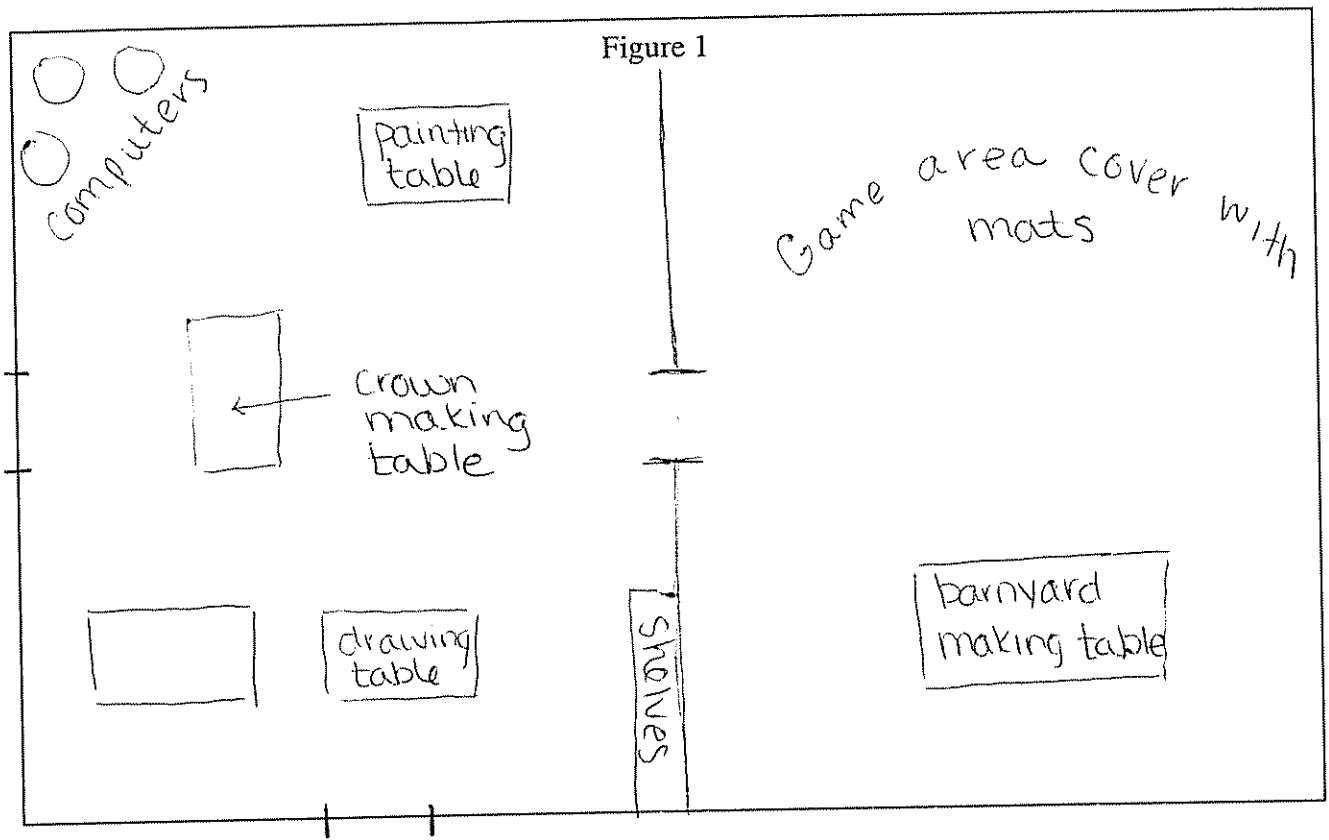 Figure 1
Computers
painting
table
Game area cover with
mats
Crown
making
table
drawing
table
Shelves
barnyard
making table